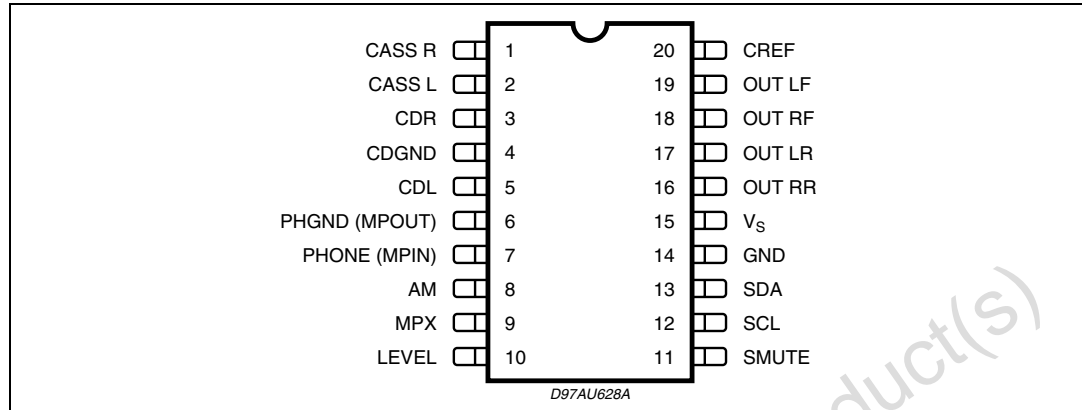 CASS R 1 20 CREF
CASS L 2 19 OUT LF
CDR 3 18 OUT RF
CDGND 4 17 OUT LR
CDL 5 16 OUT RR
PHGND (MPOUT) 6 15 VS
PHONE (MPIN) 7 14 GND
AM 8 13 SDA
MPX 9 12 SCL
LEVEL 10 11 SMUTE
D97AU628A
duct(s)